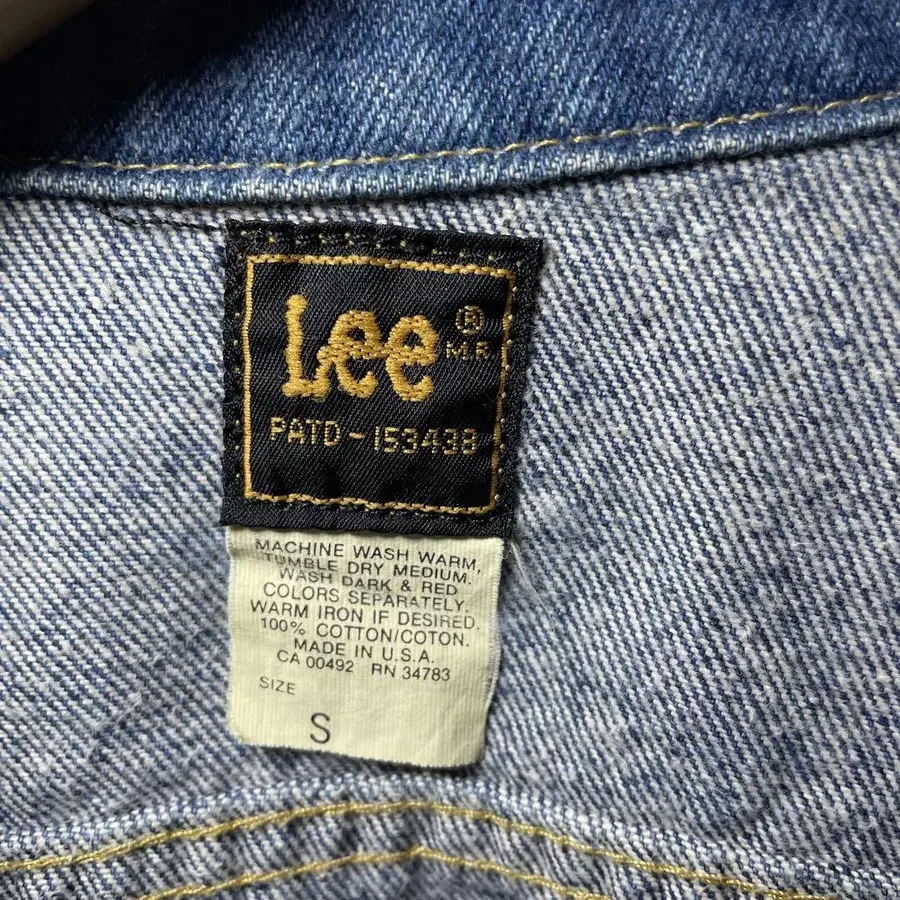 Lee ®
M.R.
PATD - 153438
MACHINE WASH WARM,
TUMBLE DRY MEDIUM.
WASH DARK & RED
COLORS SEPARATELY.
WARM IRON IF DESIRED.
100% COTTON/COTON.
MADE IN U.S.A.
CA 00492 RN 34783
SIZE
S